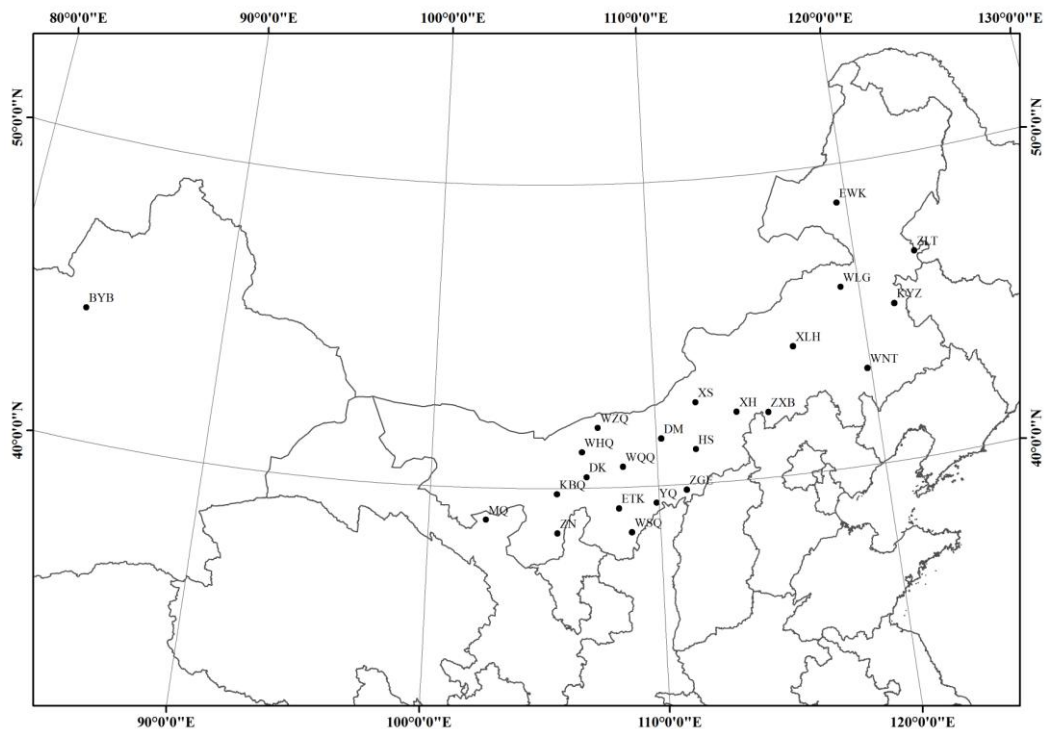 80°0'0"E 90°0'0"E 100°0'0"E 110°0'0"E 120°0'0"E 130°0'0"E
50°0'0"N
50°0'0"N
EWK
ZLT
WLG
BYB
KYZ
XLH
WNT
XS
XH
ZXB
WZQ
40°0'0"N
40°0'0"N
DM
WHQ
HS
WQQ
DK
KBQ
ZGE
ETK
YQ
MQ
ZN
WSQ
90°0'0"E 100°0'0"E 110°0'0"E 120°0'0"E